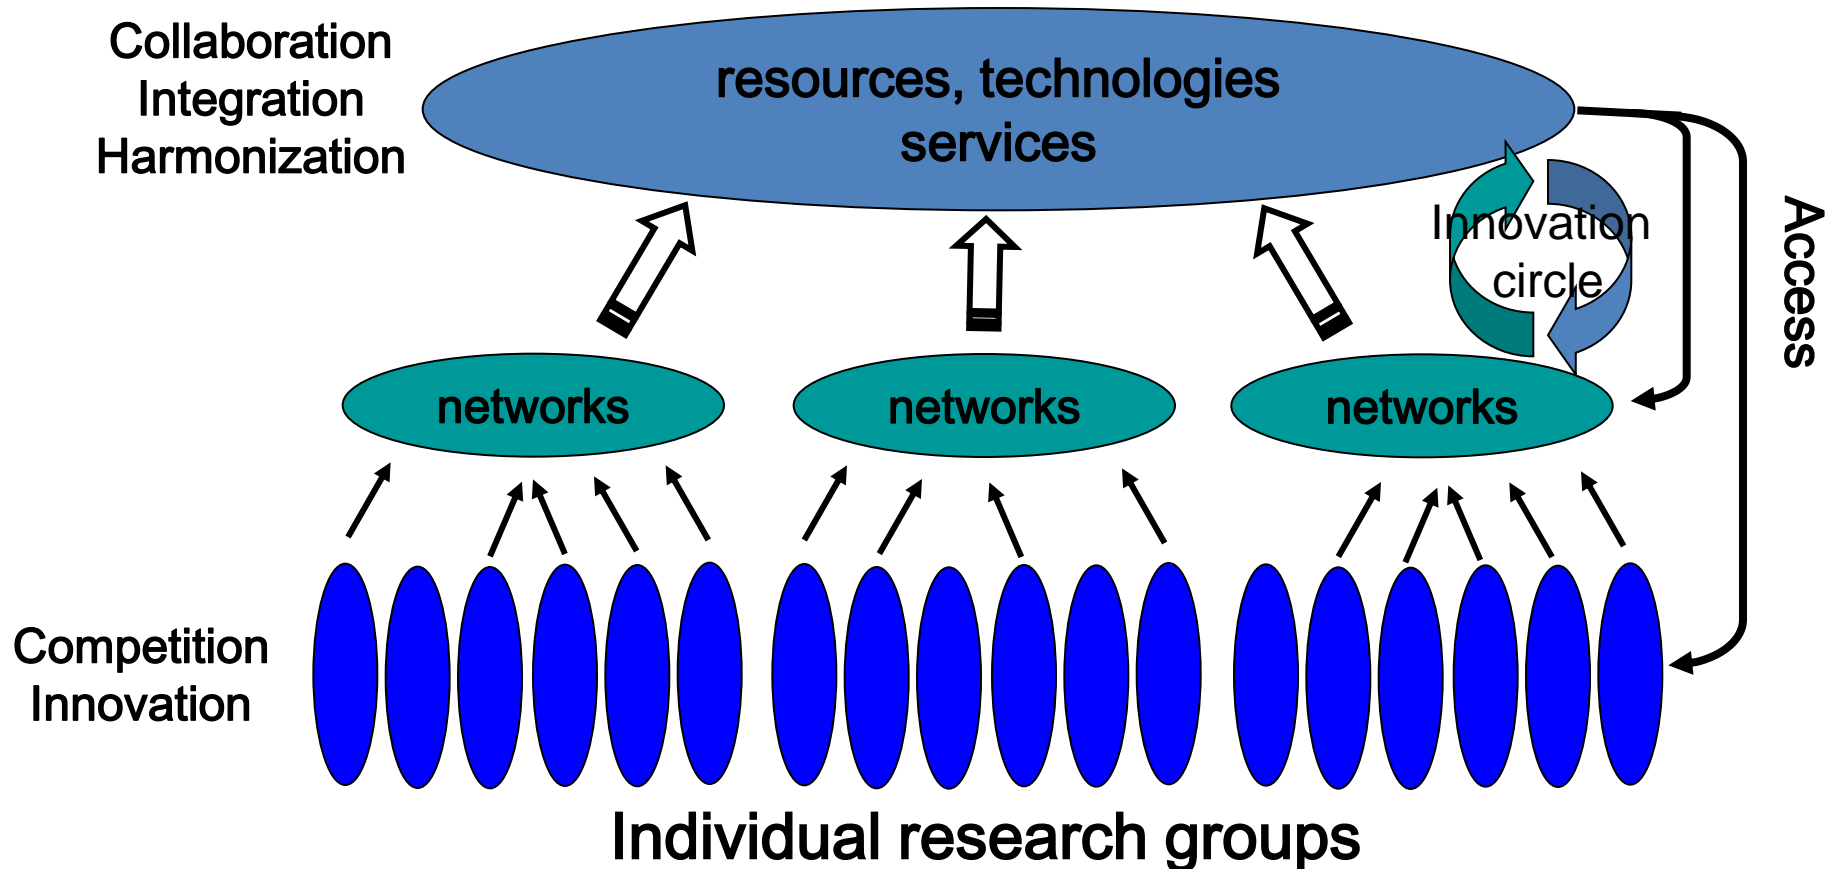 Collaboration
Integration
Harmonization
resources, technologies
services
Innovation
circle
Access
networks
networks
networks
Competition
Innovation
Individual research groups